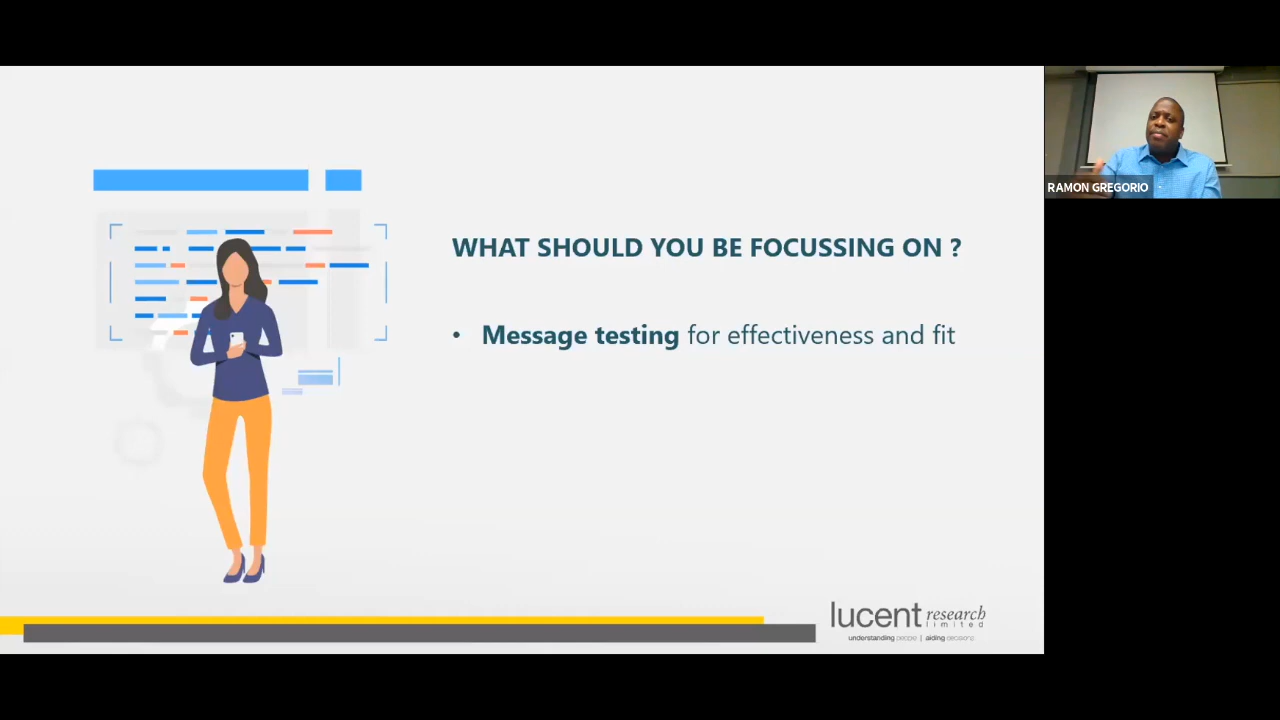 WHAT SHOULD YOU BE FOCUSSING ON ?
• Message testing for effectiveness and fit
RAMON GREGORIO
lucent research
limited
understanding people | aiding decisions